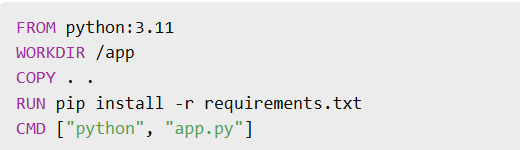 FROM python:3.11
WORKDIR /app
COPY . .
RUN pip install -r requirements.txt
CMD ["python", "app.py"]